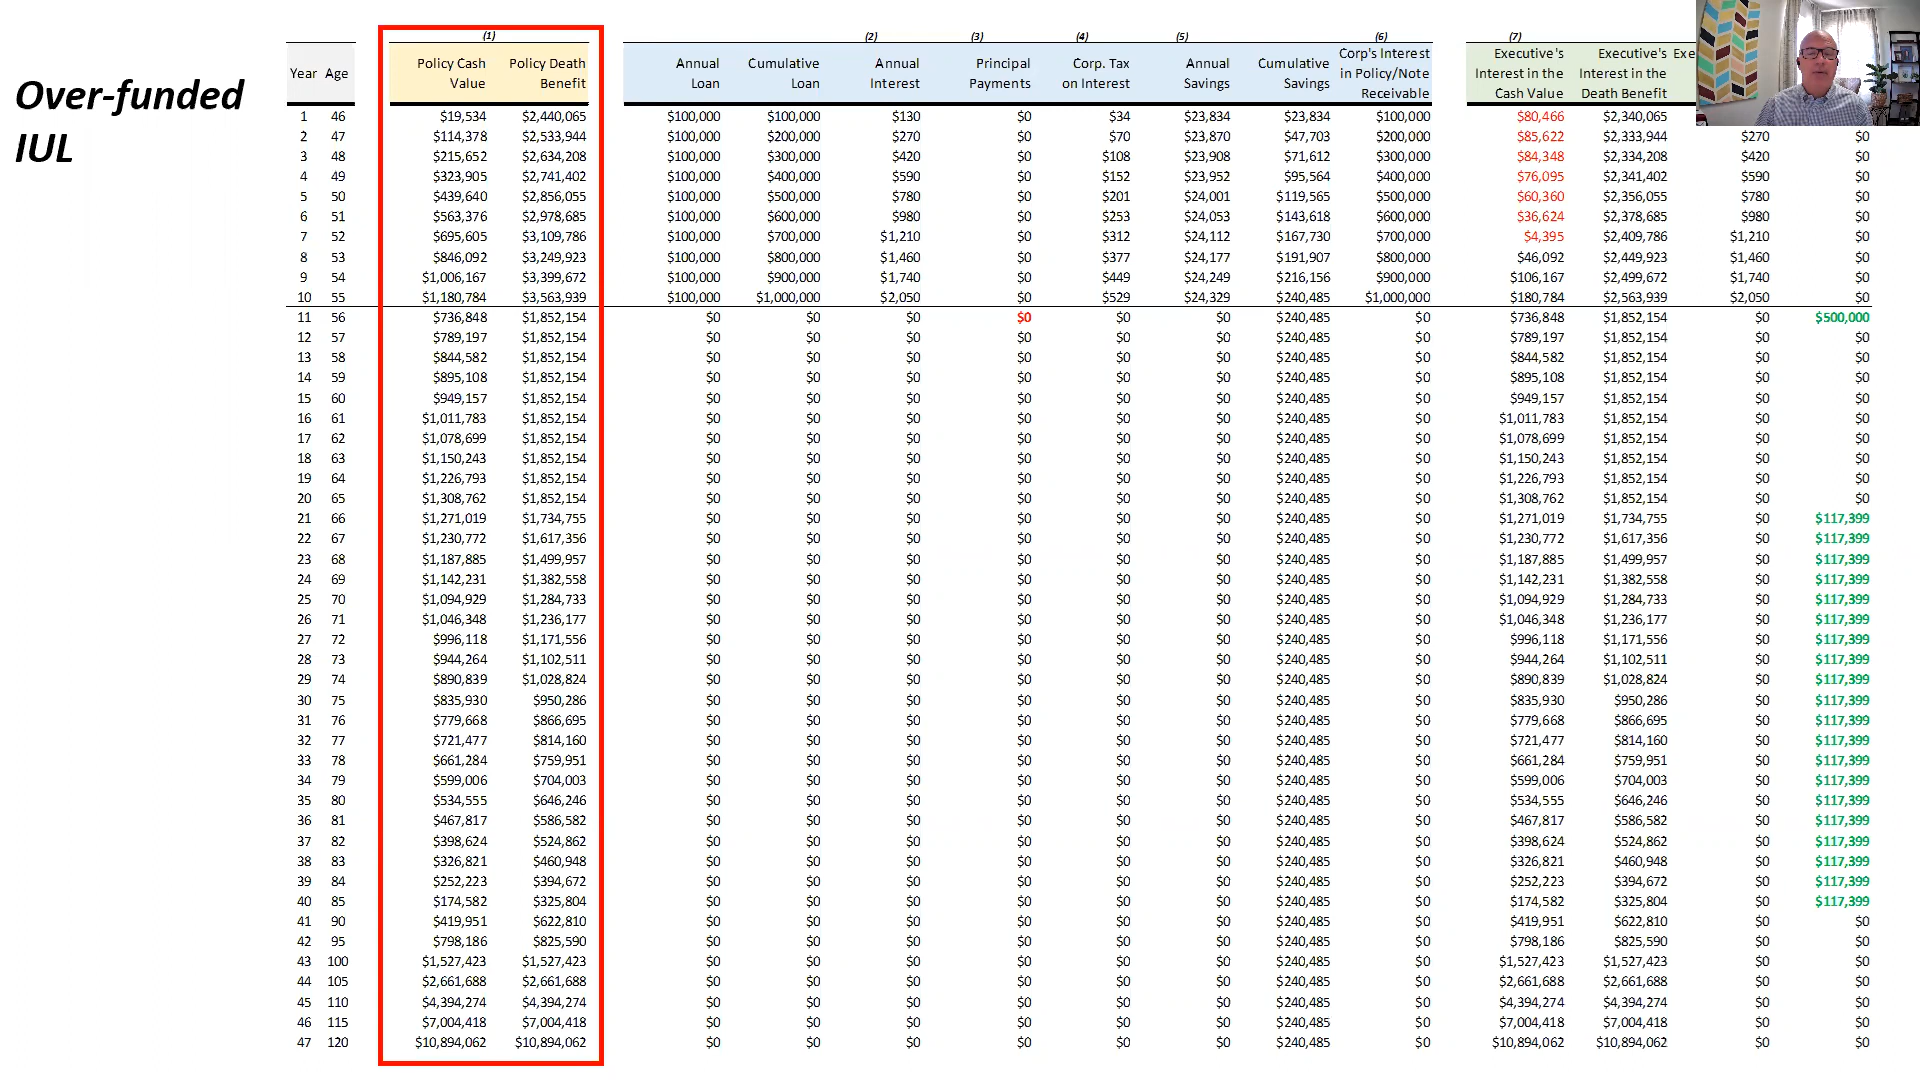 Over-funded
IUL
(1) (2) (3) (4) (5) (6) (7)
Year Age Policy Cash Value Policy Death Benefit Annual Loan Cumulative Loan Annual Interest Principal Payments Corp. Tax on Interest Annual Savings Cumulative Savings Corp's Interest in Policy/Note Receivable Executive's Interest in the Cash Value Executive's Interest in the Death Benefit Exe
1 46 $19,534 $2,440,065 $100,000 $100,000 $130 $0 $34 $23,834 $23,834 $100,000 $80,466 $2,340,065
2 47 $114,378 $2,533,944 $100,000 $200,000 $270 $0 $70 $23,870 $47,703 $200,000 $85,622 $2,333,944 $270 $0
3 48 $215,652 $2,634,208 $100,000 $300,000 $420 $0 $108 $23,908 $71,612 $300,000 $84,348 $2,334,208 $420 $0
4 49 $323,905 $2,741,402 $100,000 $400,000 $590 $0 $152 $23,952 $95,564 $400,000 $76,095 $2,341,402 $590 $0
5 50 $439,640 $2,856,055 $100,000 $500,000 $780 $0 $201 $24,001 $119,565 $500,000 $60,360 $2,356,055 $780 $0
6 51 $563,376 $2,978,685 $100,000 $600,000 $980 $0 $253 $24,053 $143,618 $600,000 $36,624 $2,378,685 $980 $0
7 52 $695,605 $3,109,786 $100,000 $700,000 $1,210 $0 $312 $24,112 $167,730 $700,000 $4,395 $2,409,786 $1,210 $0
8 53 $846,092 $3,249,923 $100,000 $800,000 $1,460 $0 $377 $24,177 $191,907 $800,000 $46,092 $2,449,923 $1,460 $0
9 54 $1,006,167 $3,399,672 $100,000 $900,000 $1,740 $0 $449 $24,249 $216,156 $900,000 $106,167 $2,499,672 $1,740 $0
10 55 $1,180,784 $3,563,939 $100,000 $1,000,000 $2,050 $0 $529 $24,329 $240,485 $1,000,000 $180,784 $2,563,939 $2,050 $0
11 56 $736,848 $1,852,154 $0 $0 $0 $0 $0 $0 $240,485 $0 $736,848 $1,852,154 $0 $500,000
12 57 $789,197 $1,852,154 $0 $0 $0 $0 $0 $0 $240,485 $0 $789,197 $1,852,154 $0 $0
13 58 $844,582 $1,852,154 $0 $0 $0 $0 $0 $0 $240,485 $0 $844,582 $1,852,154 $0 $0
14 59 $895,108 $1,852,154 $0 $0 $0 $0 $0 $0 $240,485 $0 $895,108 $1,852,154 $0 $0
15 60 $949,157 $1,852,154 $0 $0 $0 $0 $0 $0 $240,485 $0 $949,157 $1,852,154 $0 $0
16 61 $1,011,783 $1,852,154 $0 $0 $0 $0 $0 $0 $240,485 $0 $1,011,783 $1,852,154 $0 $0
17 62 $1,078,699 $1,852,154 $0 $0 $0 $0 $0 $0 $240,485 $0 $1,078,699 $1,852,154 $0 $0
18 63 $1,150,243 $1,852,154 $0 $0 $0 $0 $0 $0 $240,485 $0 $1,150,243 $1,852,154 $0 $0
19 64 $1,226,793 $1,852,154 $0 $0 $0 $0 $0 $0 $240,485 $0 $1,226,793 $1,852,154 $0 $0
20 65 $1,308,762 $1,852,154 $0 $0 $0 $0 $0 $0 $240,485 $0 $1,308,762 $1,852,154 $0 $0
21 66 $1,271,019 $1,734,755 $0 $0 $0 $0 $0 $0 $240,485 $0 $1,271,019 $1,734,755 $0 $117,399
22 67 $1,230,772 $1,617,356 $0 $0 $0 $0 $0 $0 $240,485 $0 $1,230,772 $1,617,356 $0 $117,399
23 68 $1,187,885 $1,499,957 $0 $0 $0 $0 $0 $0 $240,485 $0 $1,187,885 $1,499,957 $0 $117,399
24 69 $1,142,231 $1,382,558 $0 $0 $0 $0 $0 $0 $240,485 $0 $1,142,231 $1,382,558 $0 $117,399
25 70 $1,094,929 $1,284,733 $0 $0 $0 $0 $0 $0 $240,485 $0 $1,094,929 $1,284,733 $0 $117,399
26 71 $1,046,348 $1,236,177 $0 $0 $0 $0 $0 $0 $240,485 $0 $1,046,348 $1,236,177 $0 $117,399
27 72 $996,118 $1,171,556 $0 $0 $0 $0 $0 $0 $240,485 $0 $996,118 $1,171,556 $0 $117,399
28 73 $944,264 $1,102,511 $0 $0 $0 $0 $0 $0 $240,485 $0 $944,264 $1,102,511 $0 $117,399
29 74 $890,839 $1,028,824 $0 $0 $0 $0 $0 $0 $240,485 $0 $890,839 $1,028,824 $0 $117,399
30 75 $835,930 $950,286 $0 $0 $0 $0 $0 $0 $240,485 $0 $835,930 $950,286 $0 $117,399
31 76 $779,668 $866,695 $0 $0 $0 $0 $0 $0 $240,485 $0 $779,668 $866,695 $0 $117,399
32 77 $721,477 $814,160 $0 $0 $0 $0 $0 $0 $240,485 $0 $721,477 $814,160 $0 $117,399
33 78 $661,284 $759,951 $0 $0 $0 $0 $0 $0 $240,485 $0 $661,284 $759,951 $0 $117,399
34 79 $599,006 $704,003 $0 $0 $0 $0 $0 $0 $240,485 $0 $599,006 $704,003 $0 $117,399
35 80 $534,555 $646,246 $0 $0 $0 $0 $0 $0 $240,485 $0 $534,555 $646,246 $0 $117,399
36 81 $467,817 $586,582 $0 $0 $0 $0 $0 $0 $240,485 $0 $467,817 $586,582 $0 $117,399
37 82 $398,624 $524,862 $0 $0 $0 $0 $0 $0 $240,485 $0 $398,624 $524,862 $0 $117,399
38 83 $326,821 $460,948 $0 $0 $0 $0 $0 $0 $240,485 $0 $326,821 $460,948 $0 $117,399
39 84 $252,223 $394,672 $0 $0 $0 $0 $0 $0 $240,485 $0 $252,223 $394,672 $0 $117,399
40 85 $174,582 $325,804 $0 $0 $0 $0 $0 $0 $240,485 $0 $174,582 $325,804 $0 $117,399
41 90 $419,951 $622,810 $0 $0 $0 $0 $0 $0 $240,485 $0 $419,951 $622,810 $0 $0
42 95 $798,186 $825,590 $0 $0 $0 $0 $0 $0 $240,485 $0 $798,186 $825,590 $0 $0
43 100 $1,527,423 $1,527,423 $0 $0 $0 $0 $0 $0 $240,485 $0 $1,527,423 $1,527,423 $0 $0
44 105 $2,661,688 $2,661,688 $0 $0 $0 $0 $0 $0 $240,485 $0 $2,661,688 $2,661,688 $0 $0
45 110 $4,394,274 $4,394,274 $0 $0 $0 $0 $0 $0 $240,485 $0 $4,394,274 $4,394,274 $0 $0
46 115 $7,004,418 $7,004,418 $0 $0 $0 $0 $0 $0 $240,485 $0 $7,004,418 $7,004,418 $0 $0
47 120 $10,894,062 $10,894,062 $0 $0 $0 $0 $0 $0 $240,485 $0 $10,894,062 $10,894,062 $0 $0